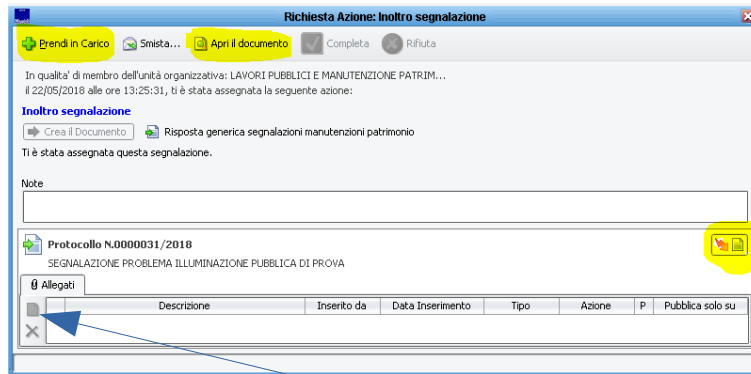 Richiesta Azione: Inoltro segnalazione
Prendi in Carico Smista... Apri il documento Completa Rifiuta
In qualita' di membro dell'unità organizzativa: LAVORI PUBBLICI E MANUTENZIONE PATRIM...
il 22/05/2018 alle ore 13:25:31, ti è stata assegnata la seguente azione:
Inoltro segnalazione
Crea il Documento Risposta generica segnalazioni manutenzioni patrimonio
Ti è stata assegnata questa segnalazione.
Note
Protocollo N.0000031/2018
SEGNALAZIONE PROBLEMA ILLUMINAZIONE PUBBLICA DI PROVA
Allegati
Descrizione Inserito da Data Inserimento Tipo Azione P Pubblica solo su